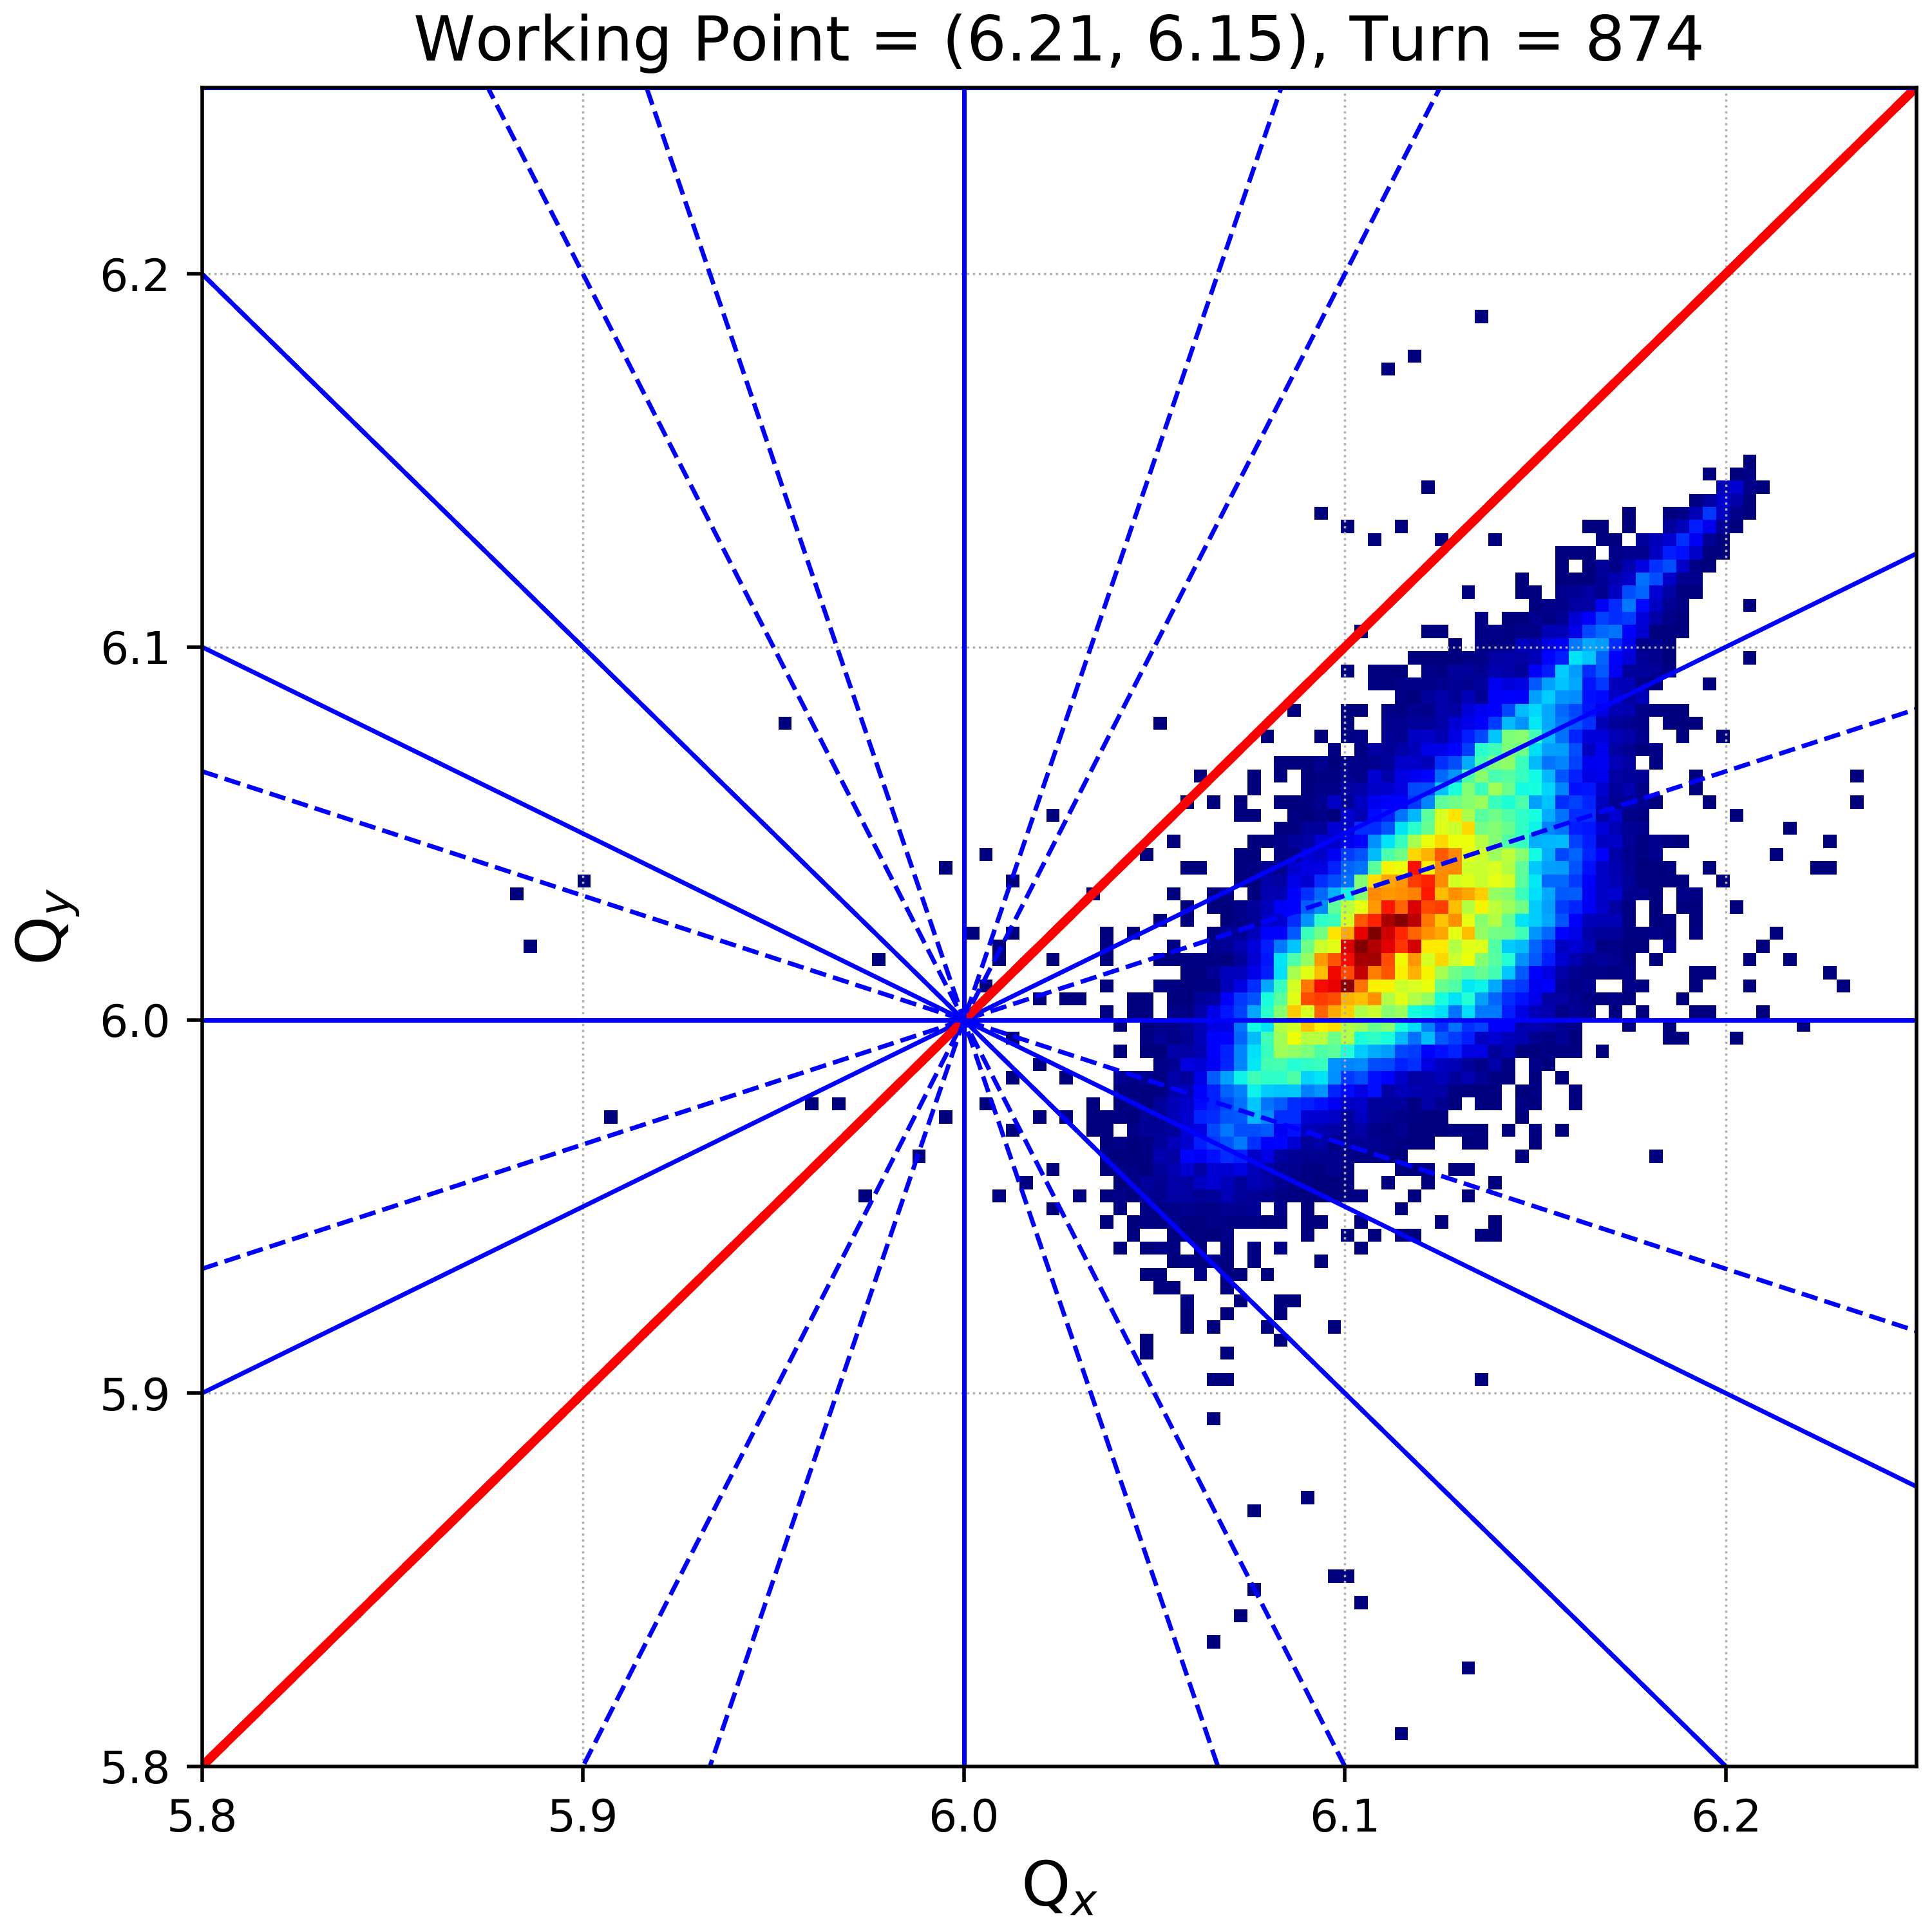 Working Point = (6.21, 6.15), Turn = 874
6.2
6.1
6.0
5.9
5.8
Qy
5.8 5.9 6.0 6.1 6.2
Qx